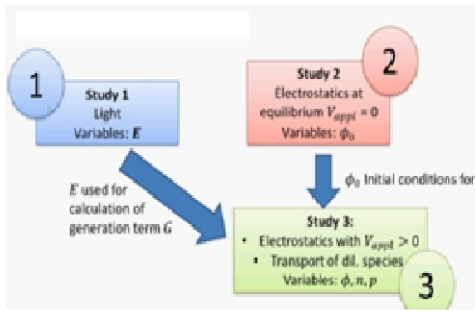 1
Study 1
Light
Variables: E
2
Study 2
Electrostatics at
equilibrium V_appl = 0
Variables: ϕ₀
E used for
calculation of
generation term G
ϕ₀ Initial conditions for
Study 3:
• Electrostatics with V_appl > 0
• Transport of dil. species
Variables: ϕ, n, p
3